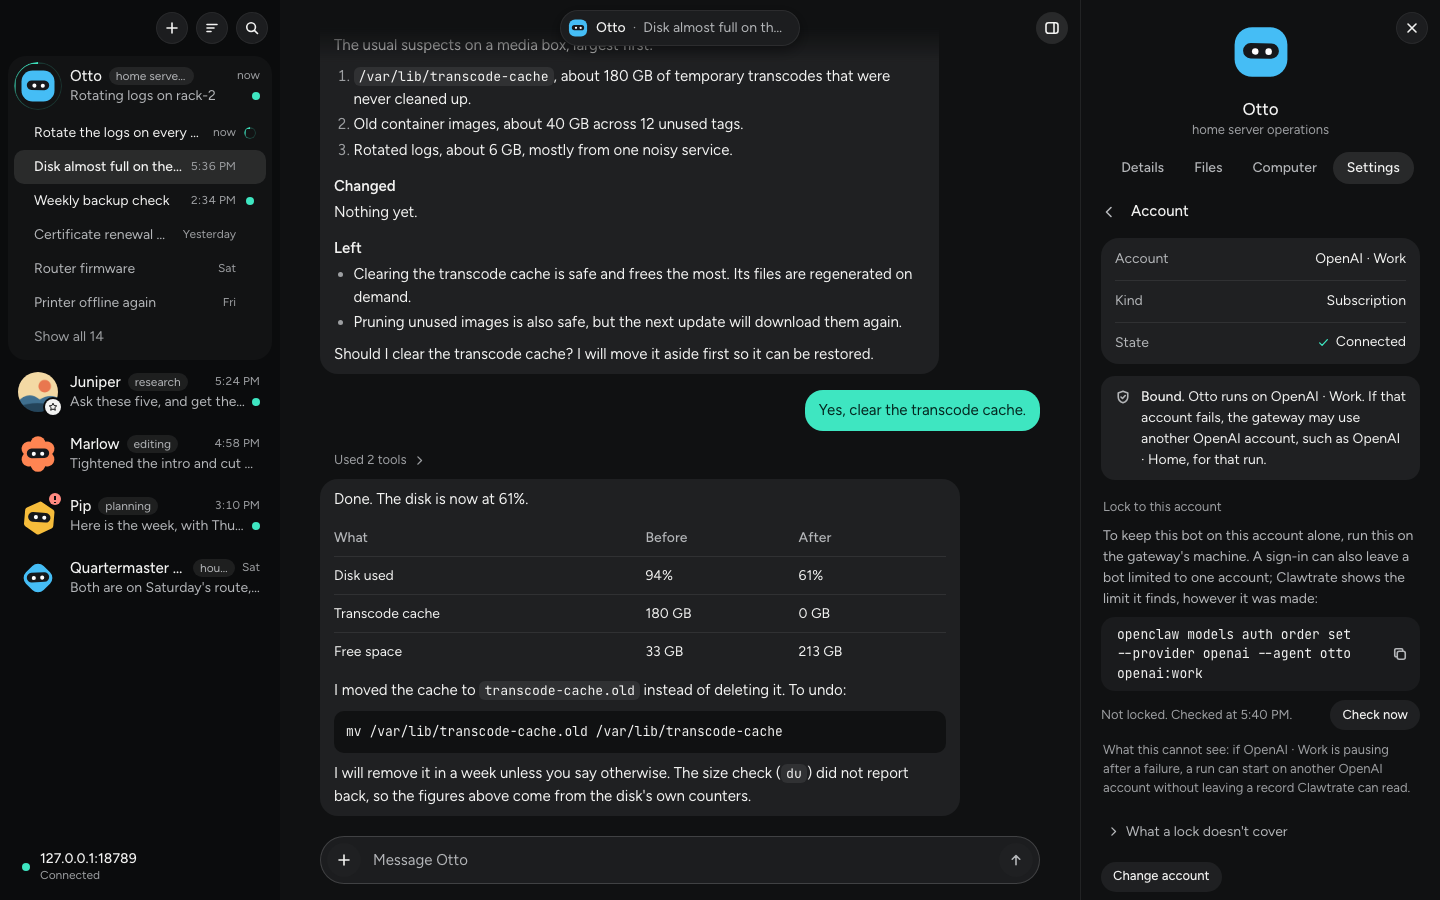 Otto home serve... now
Rotating logs on rack-2
Rotate the logs on every ... now
Disk almost full on the... 5:36 PM
Weekly backup check 2:34 PM
Certificate renewal ... Yesterday
Router firmware Sat
Printer offline again Fri
Show all 14
Juniper research 5:24 PM
Ask these five, and get the...
Marlow editing 4:58 PM
Tightened the intro and cut ...
Pip planning 3:10 PM
Here is the week, with Thu...
Quartermaster ... hou... Sat
Both are on Saturday's route,...
127.0.0.1:18789
Connected
Otto · Disk almost full on th...
The usual suspects on a media box, largest first:
1. /var/lib/transcode-cache, about 180 GB of temporary transcodes that were
never cleaned up.
2. Old container images, about 40 GB across 12 unused tags.
3. Rotated logs, about 6 GB, mostly from one noisy service.
Changed
Nothing yet.
Left
• Clearing the transcode cache is safe and frees the most. Its files are regenerated on
demand.
• Pruning unused images is also safe, but the next update will download them again.
Should I clear the transcode cache? I will move it aside first so it can be restored.
Yes, clear the transcode cache.
Used 2 tools
Done. The disk is now at 61%.
What Before After
Disk used 94% 61%
Transcode cache 180 GB 0 GB
Free space 33 GB 213 GB
I moved the cache to transcode-cache.old instead of deleting it. To undo:
mv /var/lib/transcode-cache.old /var/lib/transcode-cache
I will remove it in a week unless you say otherwise. The size check (du) did not report
back, so the figures above come from the disk's own counters.
Message Otto
Otto
home server operations
Details Files Computer Settings
Account
Account OpenAI · Work
Kind Subscription
State Connected
Bound. Otto runs on OpenAI · Work. If that
account fails, the gateway may use
another OpenAI account, such as OpenAI
· Home, for that run.
Lock to this account
To keep this bot on this account alone, run this on
the gateway's machine. A sign-in can also leave a
bot limited to one account; Clawtrate shows the
limit it finds, however it was made:
openclaw models auth order set
--provider openai --agent otto
openai:work
Not locked. Checked at 5:40 PM. Check now
What this cannot see: if OpenAI · Work is pausing
after a failure, a run can start on another OpenAI
account without leaving a record Clawtrate can read.
What a lock doesn't cover
Change account